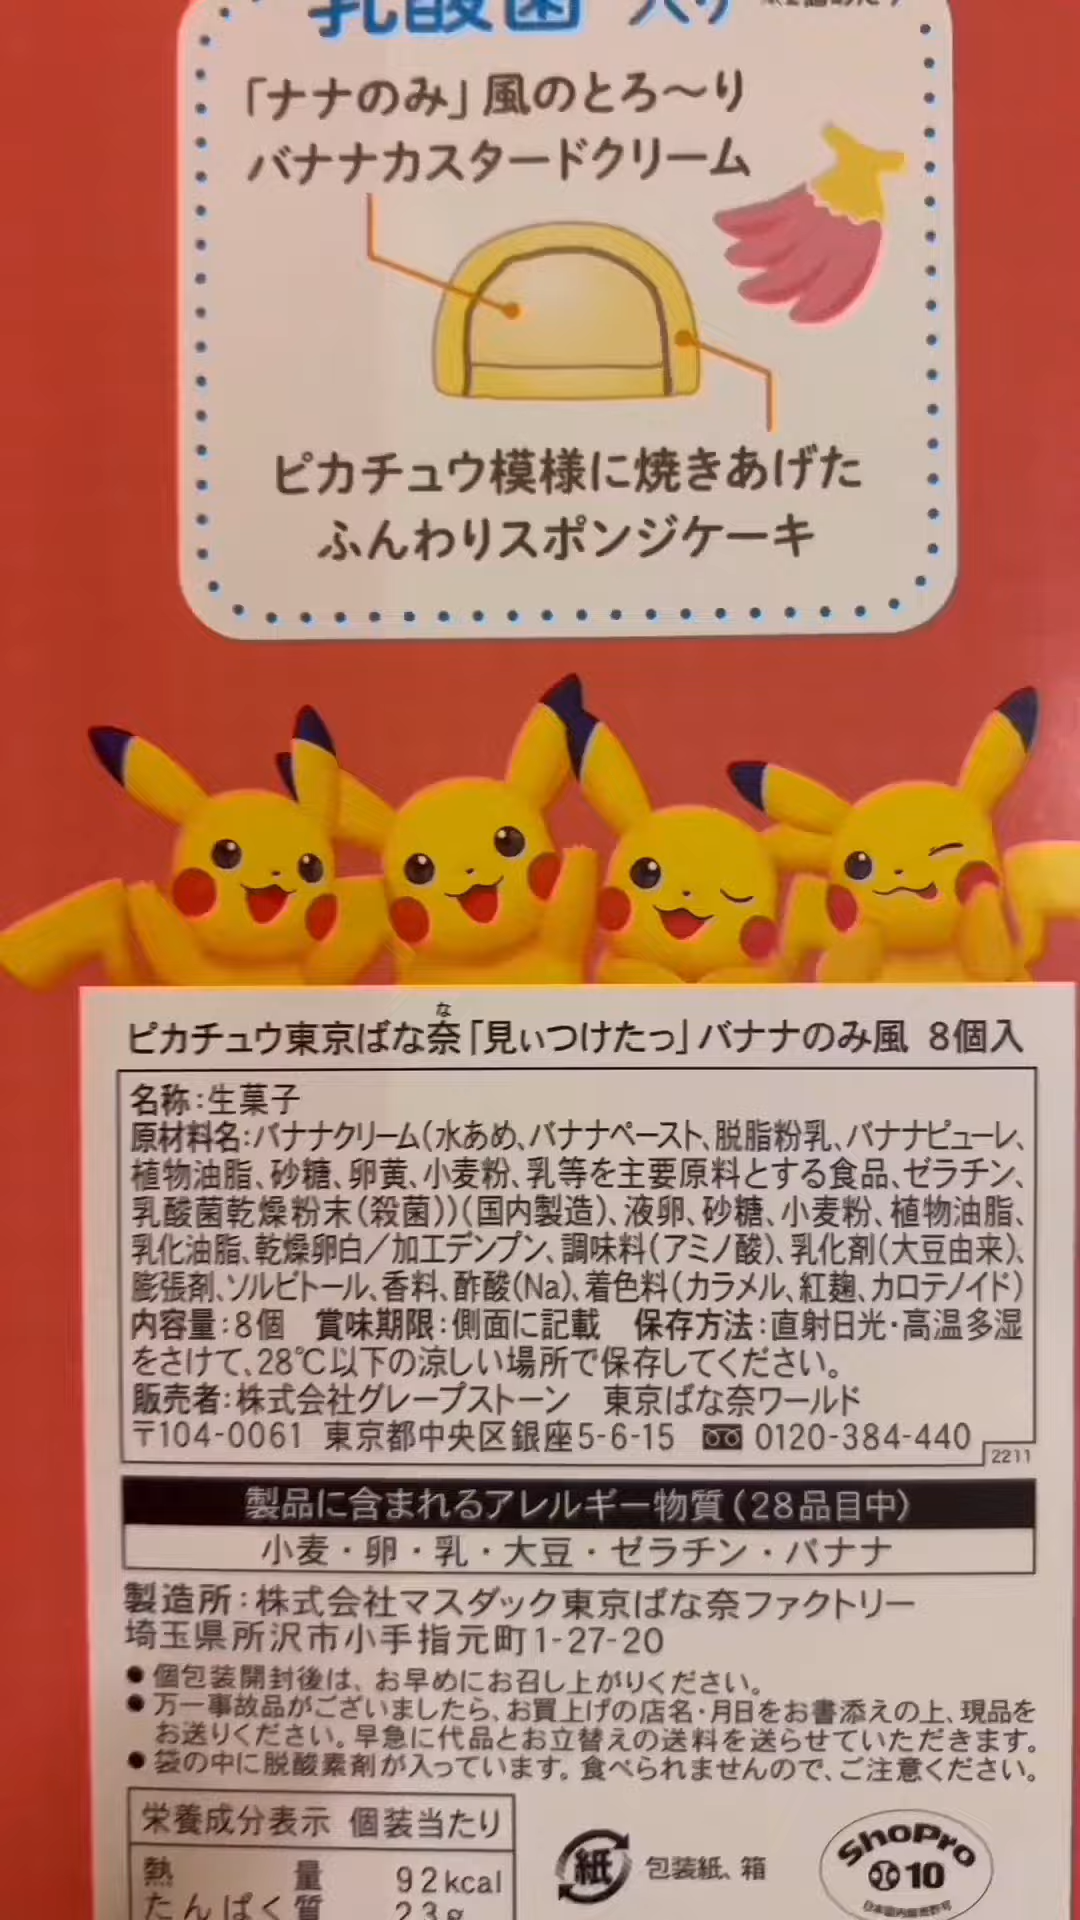 乳酸菌 入り
「ナナのみ」風のとろ〜り
バナナカスタードクリーム
ピカチュウ模様に焼きあげた
ふんわりスポンジケーキ
な
ピカチュウ東京ばな奈「見ぃつけたっ」バナナのみ風 8個入
名称:生菓子
原材料名:バナナクリーム(水あめ、バナナペースト、脱脂粉乳、バナナピューレ、
植物油脂、砂糖、卵黄、小麦粉、乳等を主要原料とする食品、ゼラチン、
乳酸菌乾燥粉末(殺菌))(国内製造)、液卵、砂糖、小麦粉、植物油脂、
乳化油脂、乾燥卵白/加工デンプン、調味料(アミノ酸)、乳化剤(大豆由来)、
膨張剤、ソルビトール、香料、酢酸(Na)、着色料(カラメル、紅麹、カロテノイド)
内容量:8個 賞味期限:側面に記載 保存方法:直射日光・高温多湿
をさけて、28℃以下の涼しい場所で保存してください。
販売者:株式会社グレープストーン 東京ばな奈ワールド
〒104-0061 東京都中央区銀座5-6-15 0120-384-440
2211
製品に含まれるアレルギー物質(28品目中)
小麦・卵・乳・大豆・ゼラチン・バナナ
製造所:株式会社マスダック東京ばな奈ファクトリー
埼玉県所沢市小手指元町1-27-20
●個包装開封後は、お早めにお召し上がりください。
●万一事故品がございましたら、お買上げの店名・月日をお書添えの上、現品を
お送りください。早急に代品とお立替えの送料を送らせていただきます。
●袋の中に脱酸素剤が入っています。食べられませんので、ご注意ください。
栄養成分表示 個装当たり
熱量 92kcal
たんぱく質 2.3g
紙 包装紙、箱
ShoPro
10
日本国内販売許可